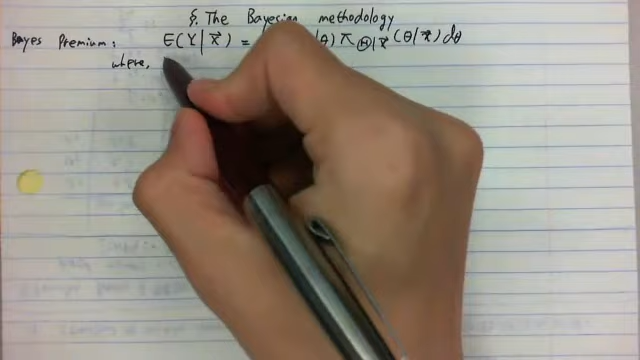 §. The Bayesian methodology
Bayes Premium: E(Y|x⃗) = (θ) π_Θ|x⃗ (θ|x⃗) dθ
where,